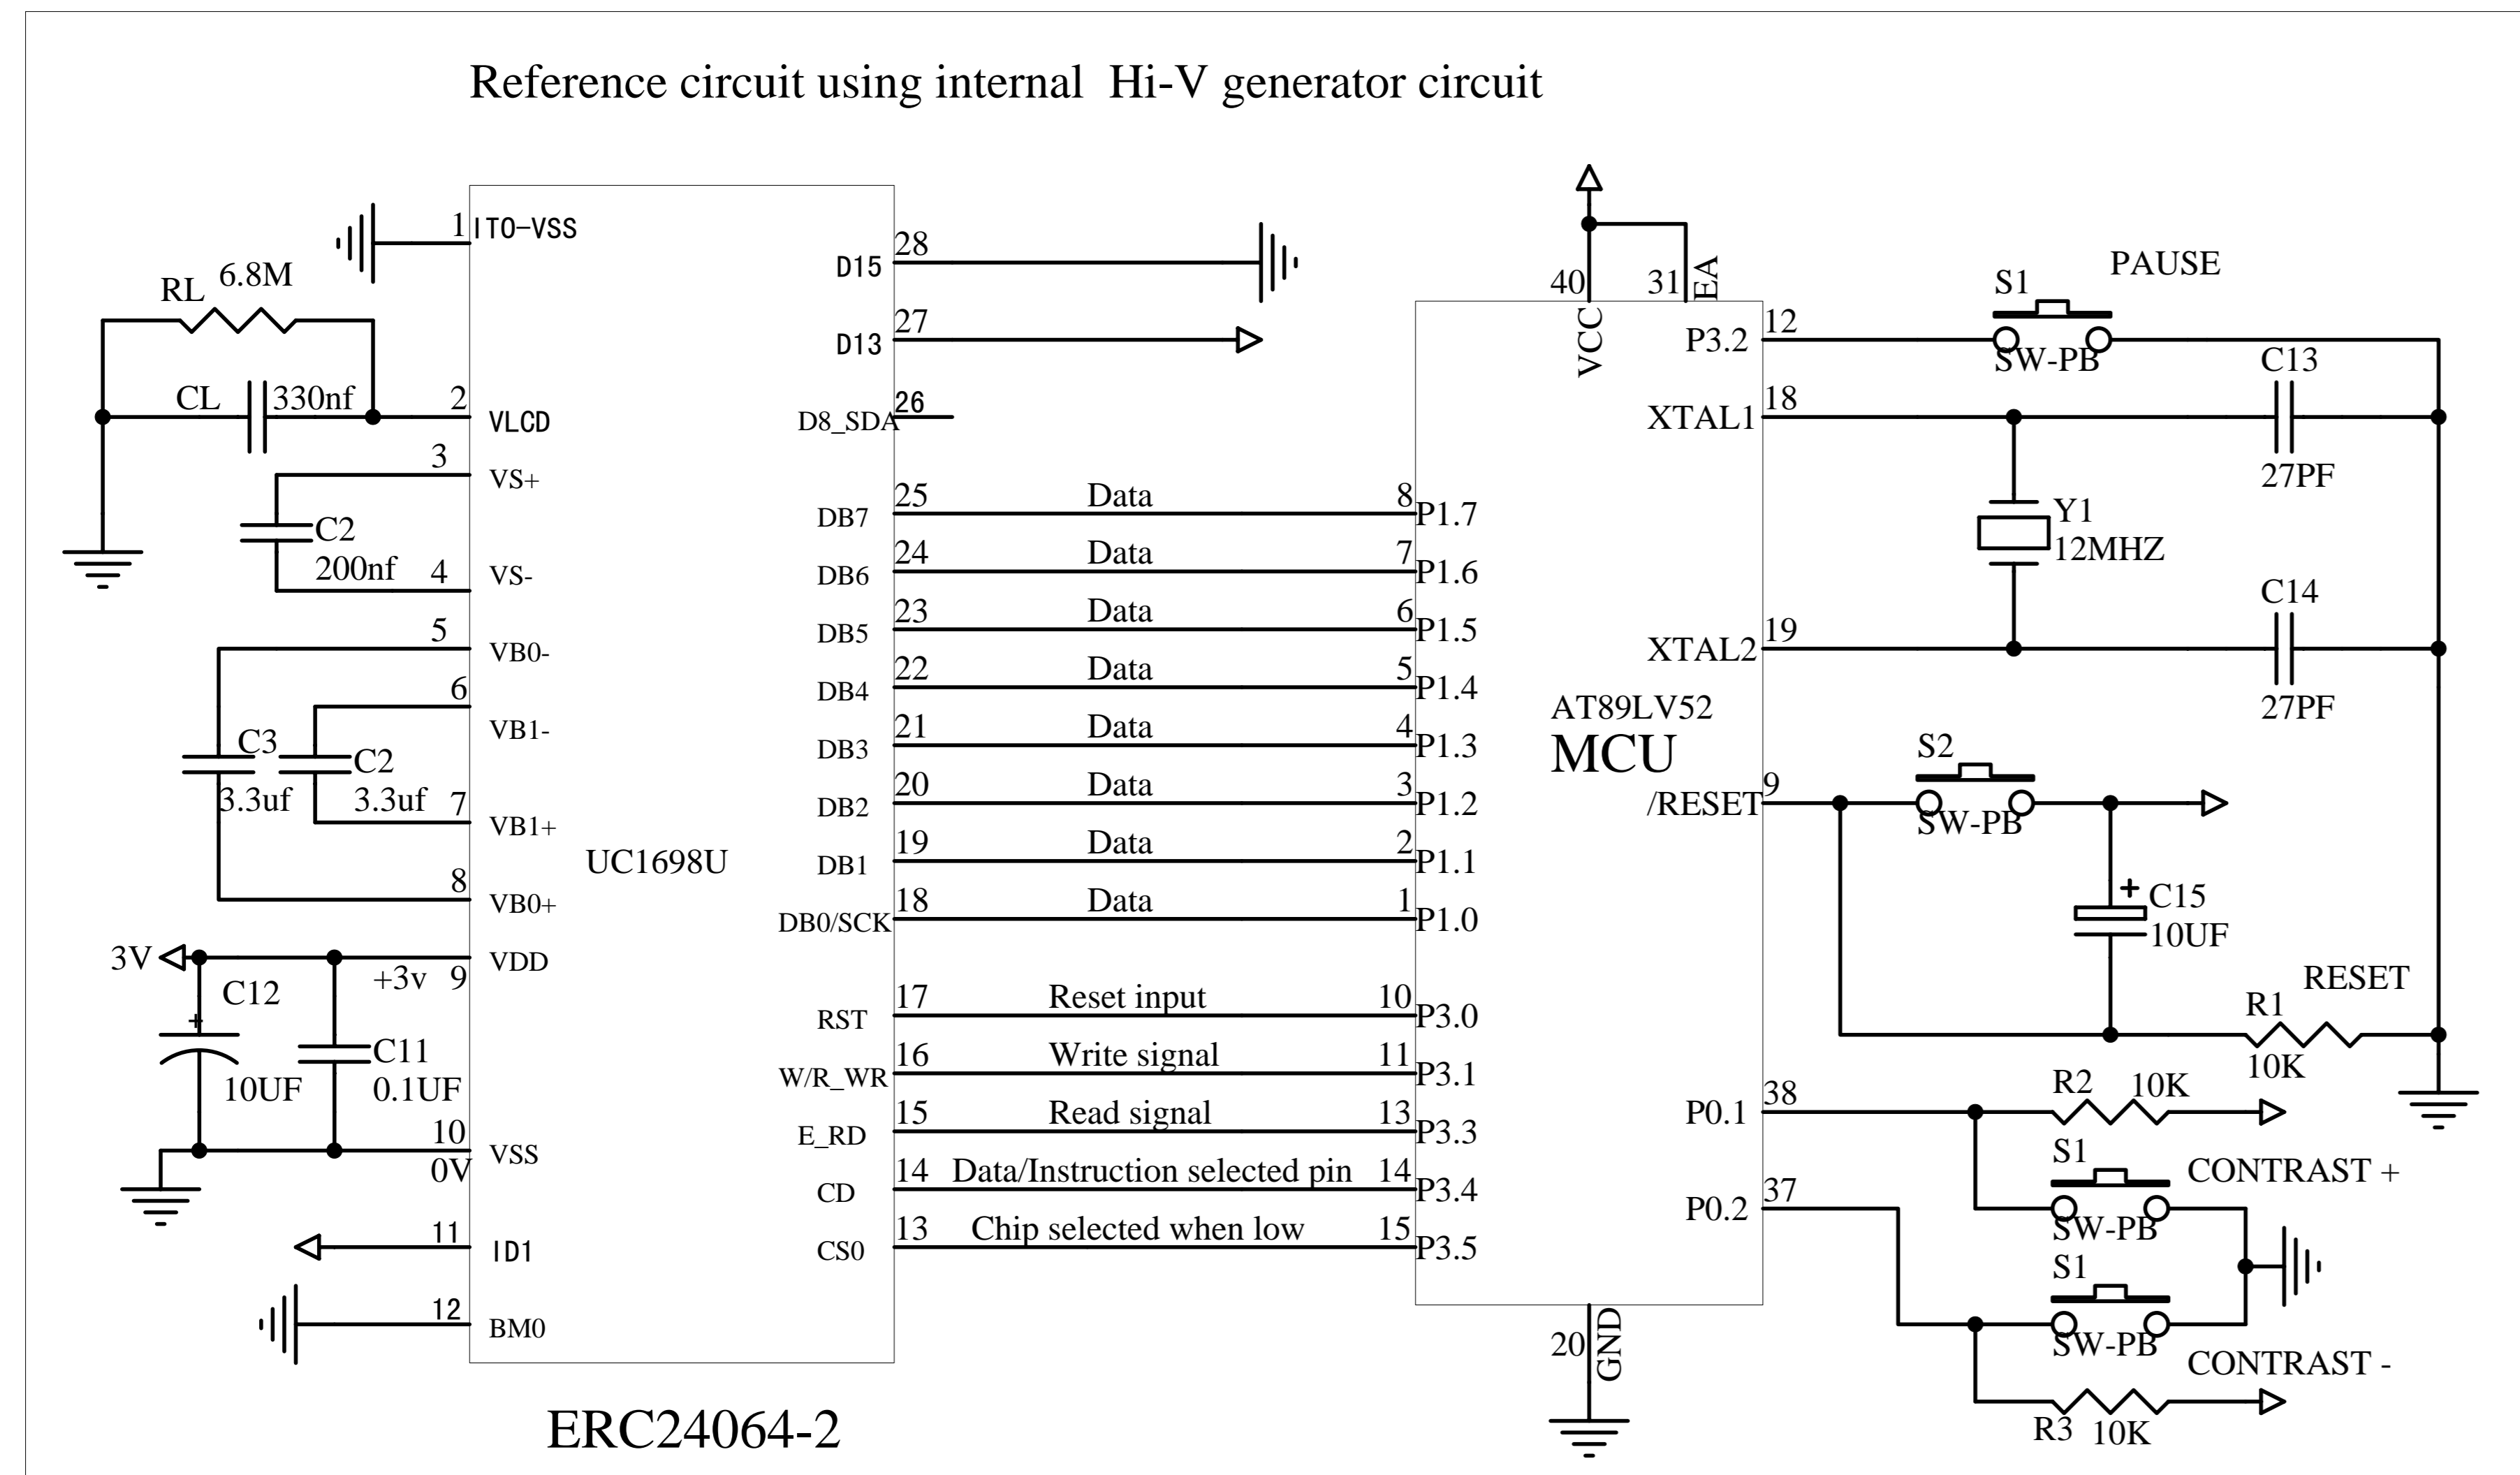 Reference circuit using internal  Hi-V generator circuit
1 ITO-VSS
RL 6.8M
CL 330nf 2 VLCD
3 VS+
C2
200nf 4 VS-
5 VB0-
6 VB1-
C3 C2
3.3uf 3.3uf 7 VB1+
8 VB0+
3V +3v 9 VDD
C12
10UF
+
C11
0.1UF
10 VSS
0V
11 ID1
12 BM0
UC1698U
ERC24064-2
D15 28
D13 27
D8_SDA 26
DB7 25 Data 8 P1.7
DB6 24 Data 7 P1.6
DB5 23 Data 6 P1.5
DB4 22 Data 5 P1.4
DB3 21 Data 4 P1.3
DB2 20 Data 3 P1.2
DB1 19 Data 2 P1.1
DB0/SCK 18 Data 1 P1.0
RST 17 Reset input 10 P3.0
W/R_WR 16 Write signal 11 P3.1
E_RD 15 Read signal 13 P3.3
CD 14 Data/Instruction selected pin 14 P3.4
CS0 13 Chip selected when low 15 P3.5
40 VCC
31 EA
AT89LV52
MCU
20 GND
P3.2 12
S1 PAUSE
SW-PB
XTAL1 18
C13
27PF
Y1
12MHZ
XTAL2 19
C14
27PF
/RESET 9
S2
SW-PB
+ C15
10UF
RESET
R1
10K
P0.1 38
R2 10K
S1 CONTRAST +
SW-PB
P0.2 37
S1
SW-PB
CONTRAST -
R3 10K